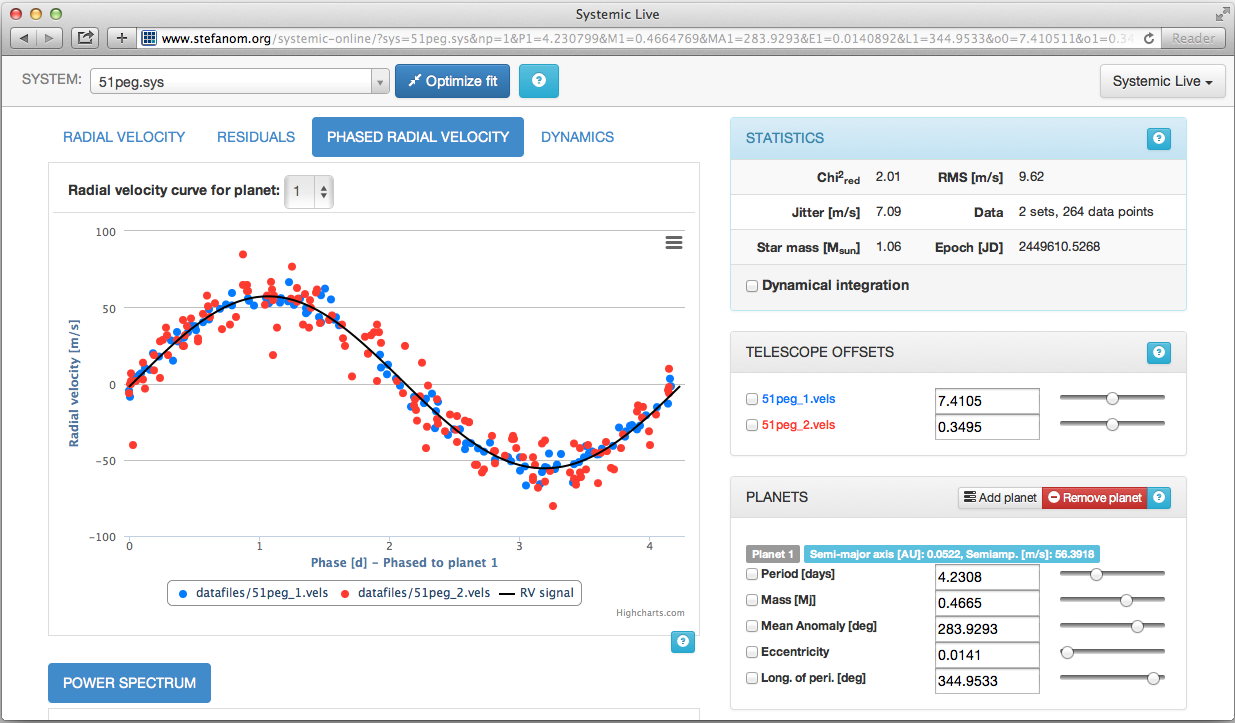 Systemic Live
www.stefanom.org/systemic-online/?sys=51peg.sys&np=1&P1=4.230799&M1=0.4664769&MA1=283.9293&E1=0.0140892&L1=344.9533&o0=7.410511&o1=0.34
Reader
SYSTEM: 51peg.sys Optimize fit ? Systemic Live
RADIAL VELOCITY RESIDUALS PHASED RADIAL VELOCITY DYNAMICS
Radial velocity curve for planet: 1
100
50
0
−50
−100
Radial velocity [m/s]
0 1 2 3 4
Phase [d] – Phased to planet 1
datafiles/51peg_1.vels datafiles/51peg_2.vels RV signal
Highcharts.com
?
POWER SPECTRUM
STATISTICS ?
Chi²red 2.01 RMS [m/s] 9.62
Jitter [m/s] 7.09 Data 2 sets, 264 data points
Star mass [Msun] 1.06 Epoch [JD] 2449610.5268
Dynamical integration
TELESCOPE OFFSETS ?
51peg_1.vels 7.4105
51peg_2.vels 0.3495
PLANETS Add planet Remove planet ?
Planet 1 Semi-major axis [AU]: 0.0522, Semiamp. [m/s]: 56.3918
Period [days] 4.2308
Mass [Mj] 0.4665
Mean Anomaly [deg] 283.9293
Eccentricity 0.0141
Long. of peri. [deg] 344.9533